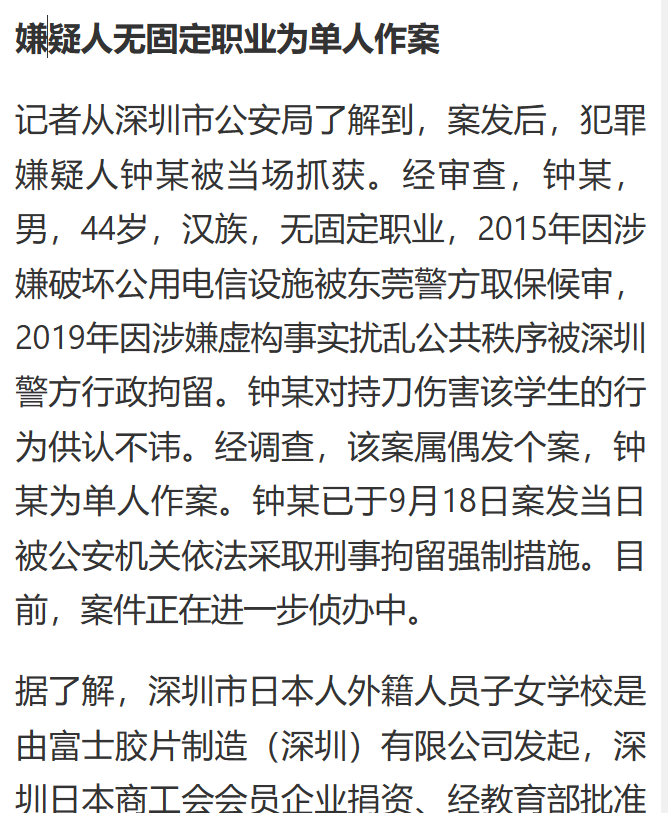 嫌疑人无固定职业为单人作案
记者从深圳市公安局了解到，案发后，犯罪
嫌疑人钟某被当场抓获。经审查，钟某，
男，44岁，汉族，无固定职业，2015年因涉
嫌破坏公用电信设施被东莞警方取保候审，
2019年因涉嫌虚构事实扰乱公共秩序被深圳
警方行政拘留。钟某对持刀伤害该学生的行
为供认不讳。经调查，该案属偶发个案，钟
某为单人作案。钟某已于9月18日案发当日
被公安机关依法采取刑事拘留强制措施。目
前，案件正在进一步侦办中。
据了解，深圳市日本人外籍人员子女学校是
由富士胶片制造（深圳）有限公司发起，深
圳日本商工会会员企业捐资、经教育部批准